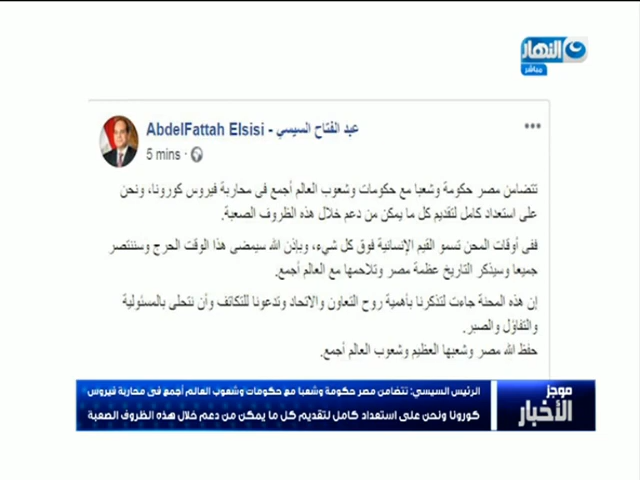 النهار
مباشر
AbdelFattah Elsisi - عبد الفتاح السيسي
5 mins ·
تتضامن مصر حكومة وشعبا مع حكومات وشعوب العالم أجمع فى محاربة فيروس كورونا، ونحن
على استعداد كامل لتقديم كل ما يمكن من دعم خلال هذه الظروف الصعبة.
ففى أوقات المحن تسمو القيم الإنسانية فوق كل شيء، وبإذن الله سيمضى هذا الوقت الحرج وسننتصر
جميعا وسيذكر التاريخ عظمة مصر وتلاحمها مع العالم أجمع.
إن هذه المحنة جاءت لتذكرنا بأهمية روح التعاون والاتحاد وتدعونا للتكاتف وأن نتحلى بالمسئولية
والتفاؤل والصبر.
حفظ الله مصر وشعبها العظيم وشعوب العالم أجمع.
موجز
الأخبار
الرئيس السيسي: تتضامن مصر حكومة وشعبا مع حكومات وشعوب العالم أجمع فى محاربة فيروس
كورونا ونحن على استعداد كامل لتقديم كل ما يمكن من دعم خلال هذه الظروف الصعبة